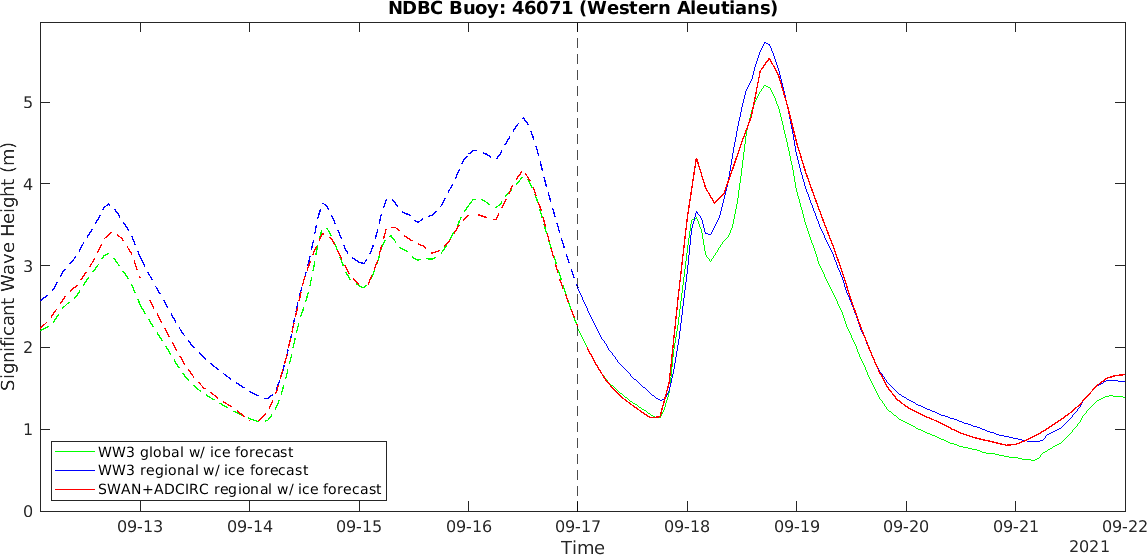 NDBC Buoy: 46071 (Western Aleutians)
Significant Wave Height (m)
5
4
3
2
1
0
WW3 global w/ ice forecast
WW3 regional w/ ice forecast
SWAN+ADCIRC regional w/ ice forecast
09-13 09-14 09-15 09-16 09-17 09-18 09-19 09-20 09-21 09-22
Time
2021